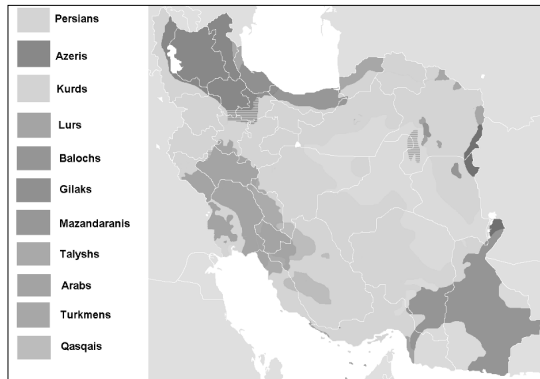 Persians
Azeris
Kurds
Lurs
Balochs
Gilaks
Mazandaranis
Talyshs
Arabs
Turkmens
Qasqais